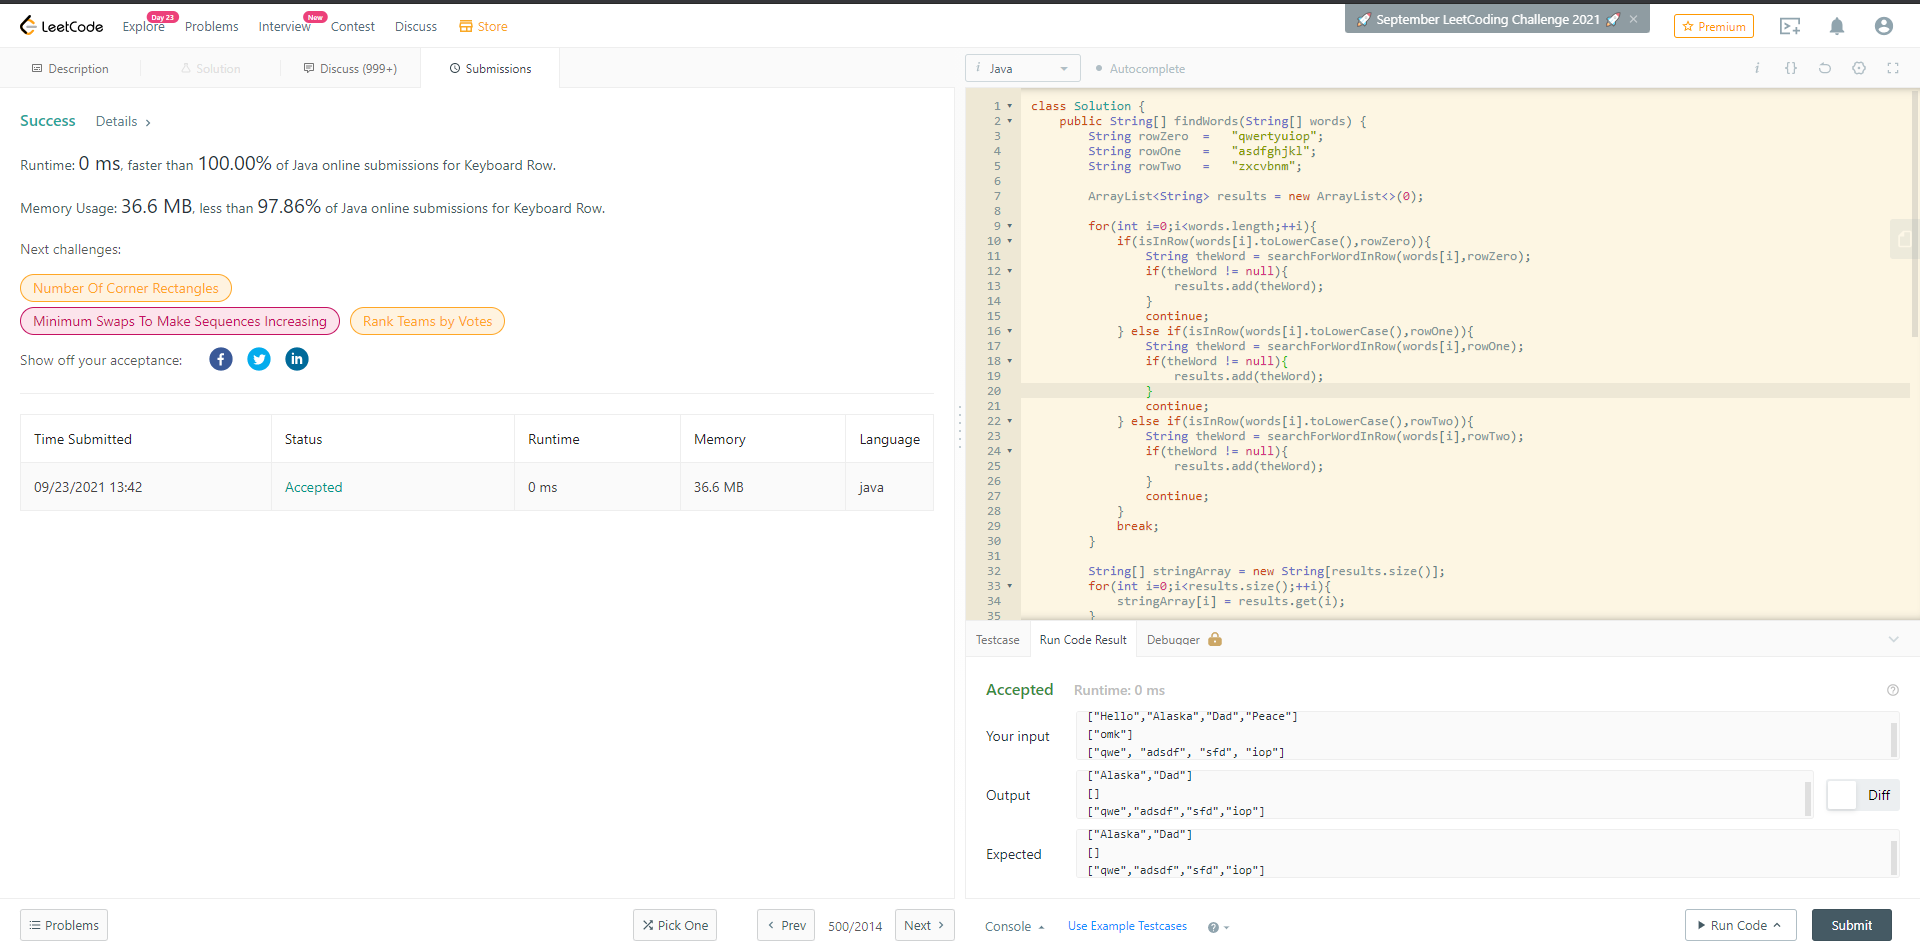 LeetCode
Explore Day 23 Problems Interview New Contest Discuss Store
🚀 September LeetCoding Challenge 2021 🚀 ×
Premium
Description Solution Discuss (999+) Submissions
Success Details >
Runtime: 0 ms, faster than 100.00% of Java online submissions for Keyboard Row.
Memory Usage: 36.6 MB, less than 97.86% of Java online submissions for Keyboard Row.
Next challenges:
Number Of Corner Rectangles
Minimum Swaps To Make Sequences Increasing Rank Teams by Votes
Show off your acceptance:
Time Submitted Status Runtime Memory Language
09/23/2021 13:42 Accepted 0 ms 36.6 MB java
Problems Pick One < Prev 500/2014 Next >
i Java Autocomplete i {}
1 class Solution {
2     public String[] findWords(String[] words) {
3         String rowZero  =   "qwertyuiop";
4         String rowOne   =   "asdfghjkl";
5         String rowTwo   =   "zxcvbnm";
6
7         ArrayList<String> results = new ArrayList<>(0);
8
9         for(int i=0;i<words.length;++i){
10             if(isInRow(words[i].toLowerCase(),rowZero)){
11                 String theWord = searchForWordInRow(words[i],rowZero);
12                 if(theWord != null){
13                     results.add(theWord);
14                 }
15                 continue;
16             } else if(isInRow(words[i].toLowerCase(),rowOne)){
17                 String theWord = searchForWordInRow(words[i],rowOne);
18                 if(theWord != null){
19                     results.add(theWord);
20                 }
21                 continue;
22             } else if(isInRow(words[i].toLowerCase(),rowTwo)){
23                 String theWord = searchForWordInRow(words[i],rowTwo);
24                 if(theWord != null){
25                     results.add(theWord);
26                 }
27                 continue;
28             }
29             break;
30         }
31
32         String[] stringArray = new String[results.size()];
33         for(int i=0;i<results.size();++i){
34             stringArray[i] = results.get(i);
35         }
Testcase Run Code Result Debugger
Accepted Runtime: 0 ms
Your input
["Hello","Alaska","Dad","Peace"]
["omk"]
["qwe", "adsdf", "sfd", "iop"]
Output
["Alaska","Dad"]
[]
["qwe","adsdf","sfd","iop"]
Diff
Expected
["Alaska","Dad"]
[]
["qwe","adsdf","sfd","iop"]
Console Use Example Testcases ? Run Code Submit